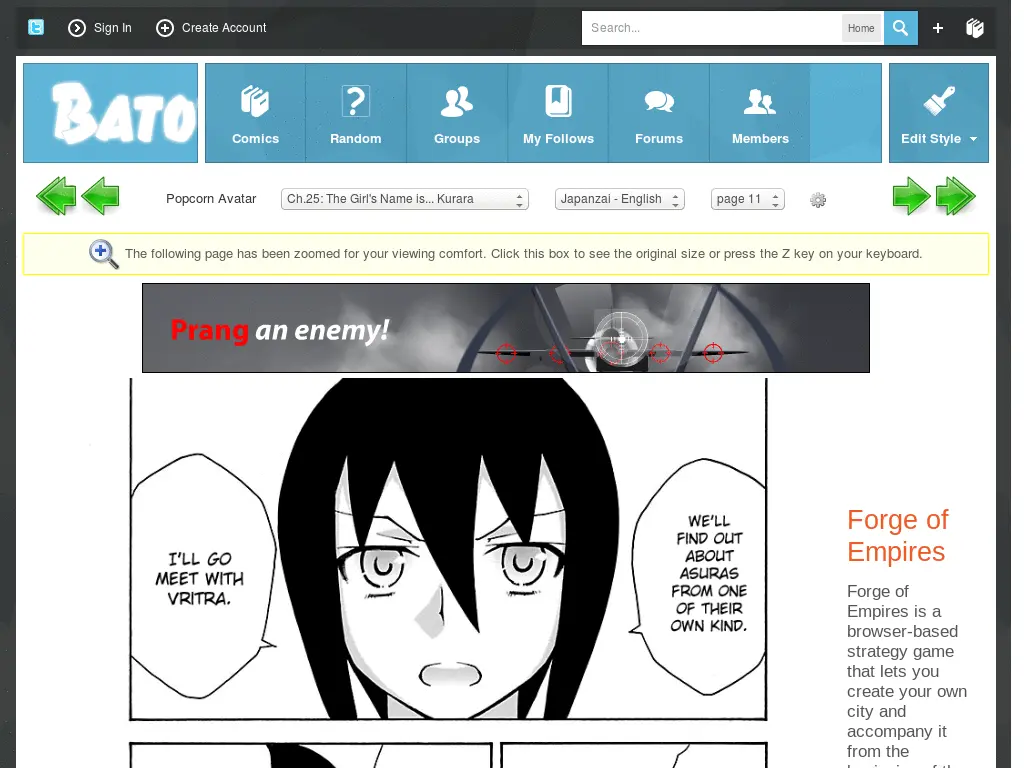 Sign In
Create Account
Search...
Home
BATO
Comics
Random
Groups
My Follows
Forums
Members
Edit Style
Popcorn Avatar
Ch.25: The Girl's Name is... Kurara
Japanzai - English
page 11
The following page has been zoomed for your viewing comfort. Click this box to see the original size or press the Z key on your keyboard.
Prang an enemy!
WE'LL
FIND OUT
ABOUT
ASURAS
FROM ONE
OF THEIR
OWN KIND.
I'LL GO
MEET WITH
VRITRA.
Forge of
Empires
Forge of
Empires is a
browser-based
strategy game
that lets you
create your own
city and
accompany it
from the